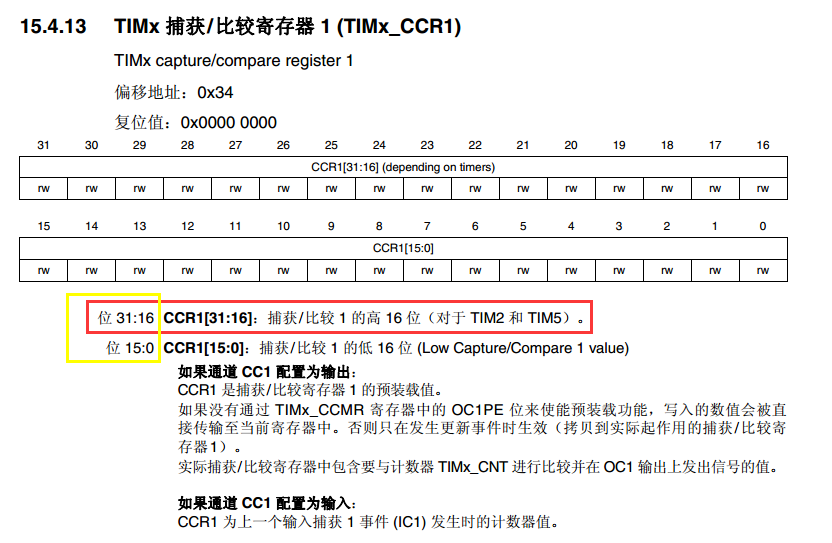 15.4.13 TIMx 捕获/比较寄存器 1 (TIMx_CCR1)
TIMx capture/compare register 1
偏移地址：0x34
复位值：0x0000 0000
31 30 29 28 27 26 25 24 23 22 21 20 19 18 17 16
CCR1[31:16] (depending on timers)
rw rw rw rw rw rw rw rw rw rw rw rw rw rw rw rw
15 14 13 12 11 10 9 8 7 6 5 4 3 2 1 0
CCR1[15:0]
rw rw rw rw rw rw rw rw rw rw rw rw rw rw rw rw
位 31:16 CCR1[31:16]：捕获/比较 1 的高 16 位（对于 TIM2 和 TIM5）。
位 15:0 CCR1[15:0]：捕获/比较 1 的低 16 位 (Low Capture/Compare 1 value)
如果通道 CC1 配置为输出：
CCR1 是捕获/比较寄存器 1 的预装载值。
如果没有通过 TIMx_CCMR 寄存器中的 OC1PE 位来使能预装载功能，写入的数值会被直
接传输至当前寄存器中。否则只在发生更新事件时生效（拷贝到实际起作用的捕获/比较寄
存器1）。
实际捕获/比较寄存器中包含要与计数器 TIMx_CNT 进行比较并在 OC1 输出上发出信号的值。
如果通道 CC1 配置为输入：
CCR1 为上一个输入捕获 1 事件 (IC1) 发生时的计数器值。